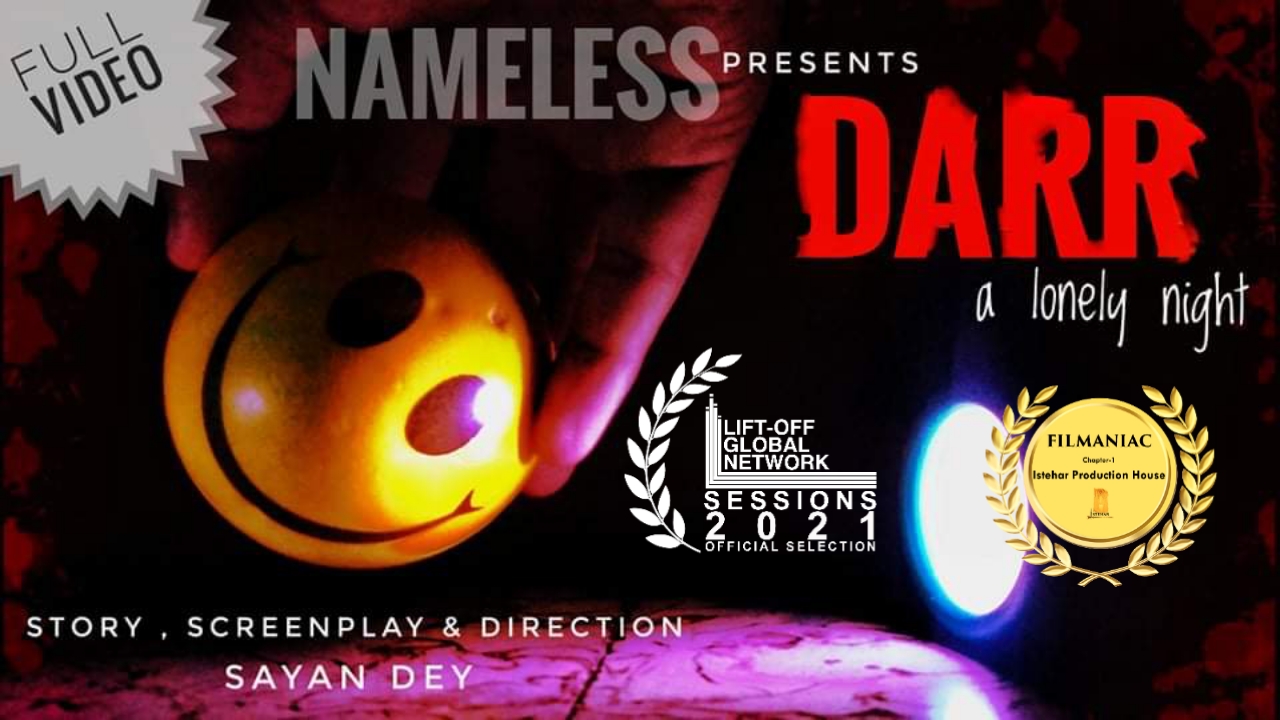 FULL
VIDEO
NAMELESS PRESENTS
DARR
a lonely night
LIFT-OFF
GLOBAL
NETWORK
SESSIONS
2021
OFFICIAL SELECTION
FILMANIAC
Chapter-1
Istehar Production House
STORY , SCREENPLAY & DIRECTION
SAYAN DEY